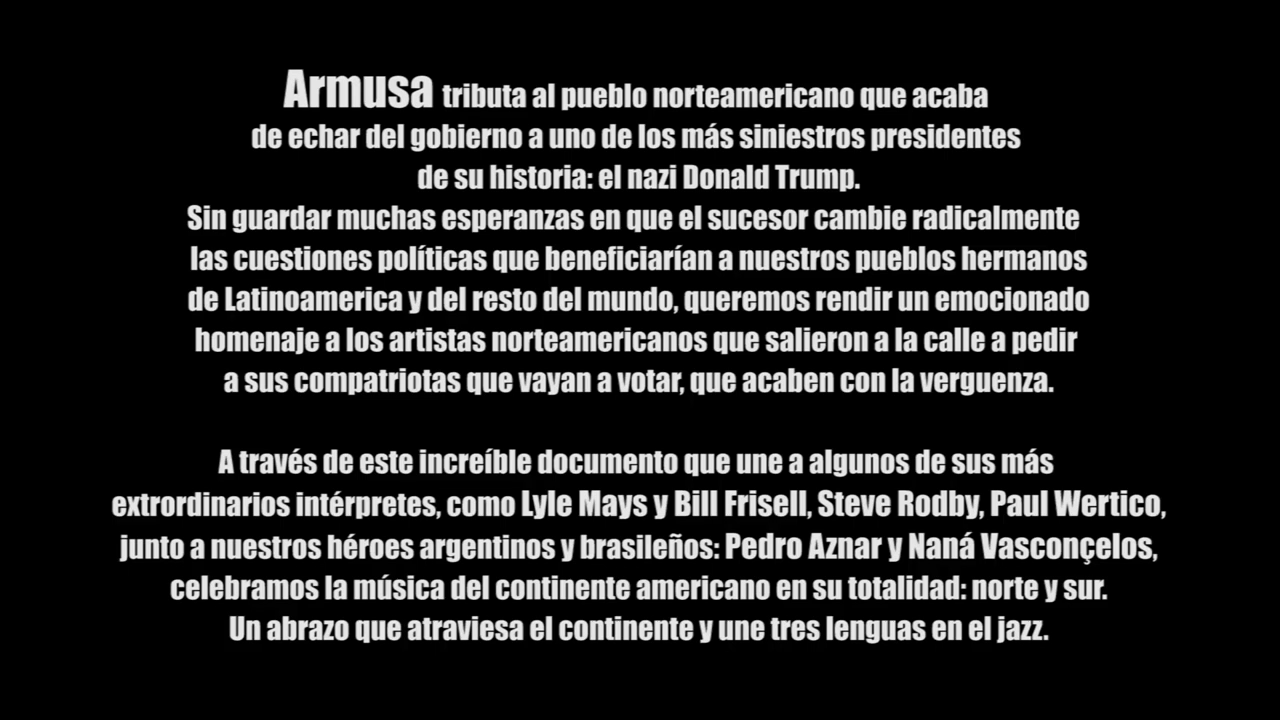 Armusa tributa al pueblo norteamericano que acaba
de echar del gobierno a uno de los más siniestros presidentes
de su historia: el nazi Donald Trump.
Sin guardar muchas esperanzas en que el sucesor cambie radicalmente
las cuestiones políticas que beneficiarían a nuestros pueblos hermanos
de Latinoamerica y del resto del mundo, queremos rendir un emocionado
homenaje a los artistas norteamericanos que salieron a la calle a pedir
a sus compatriotas que vayan a votar, que acaben con la verguenza.
A través de este increíble documento que une a algunos de sus más
extrordinarios intérpretes, como Lyle Mays y Bill Frisell, Steve Rodby, Paul Wertico,
junto a nuestros héroes argentinos y brasileños: Pedro Aznar y Naná Vasconçelos,
celebramos la música del continente americano en su totalidad: norte y sur.
Un abrazo que atraviesa el continente y une tres lenguas en el jazz.